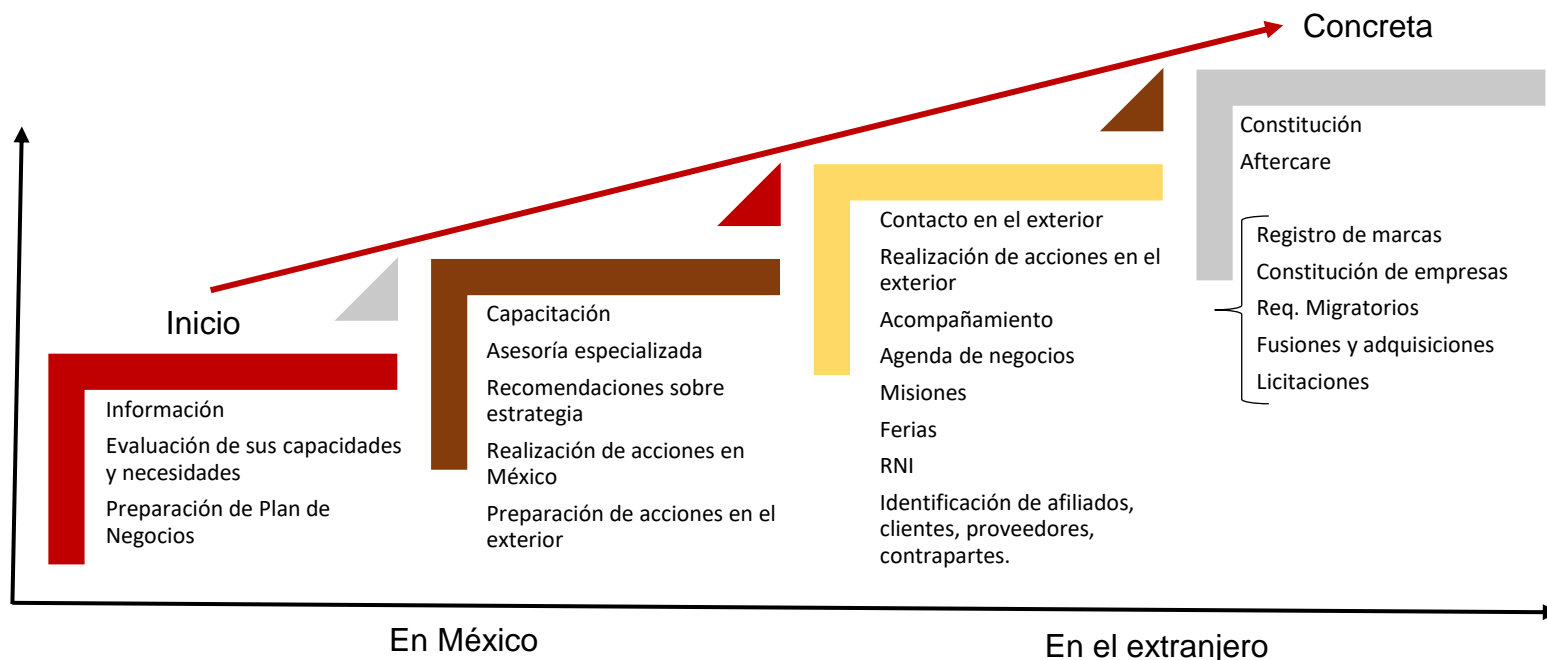 Inicio
Información
Evaluación de sus capacidades
y necesidades
Preparación de Plan de
Negocios
Capacitación
Asesoría especializada
Recomendaciones sobre
estrategia
Realización de acciones en
México
Preparación de acciones en el
exterior
Contacto en el exterior
Realización de acciones en el
exterior
Acompañamiento
Agenda de negocios
Misiones
Ferias
RNI
Identificación de afiliados,
clientes, proveedores,
contrapartes.
Concreta
Constitución
Aftercare
Registro de marcas
Constitución de empresas
Req. Migratorios
Fusiones y adquisiciones
Licitaciones
En México
En el extranjero